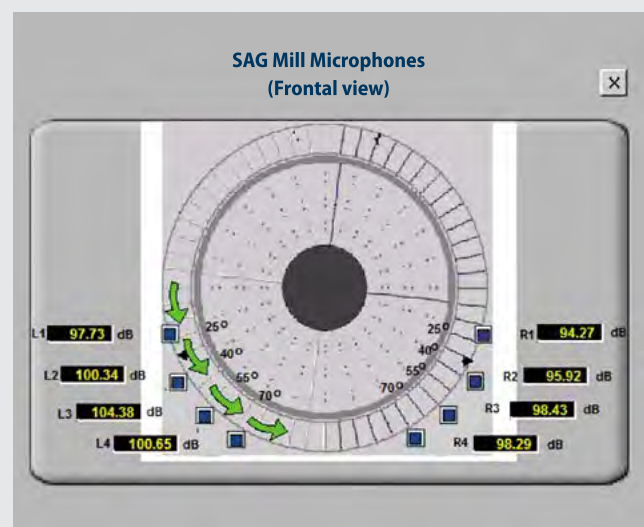 SAG Mill Microphones
(Frontal view)
X
L1 97.73 dB
25° 25°
R1 94.27 dB
40° 40°
L2 100.34 dB
55° 55°
R2 95.92 dB
70° 70°
L3 104.38 dB
R3 98.43 dB
L4 100.65 dB
R4 98.29 dB